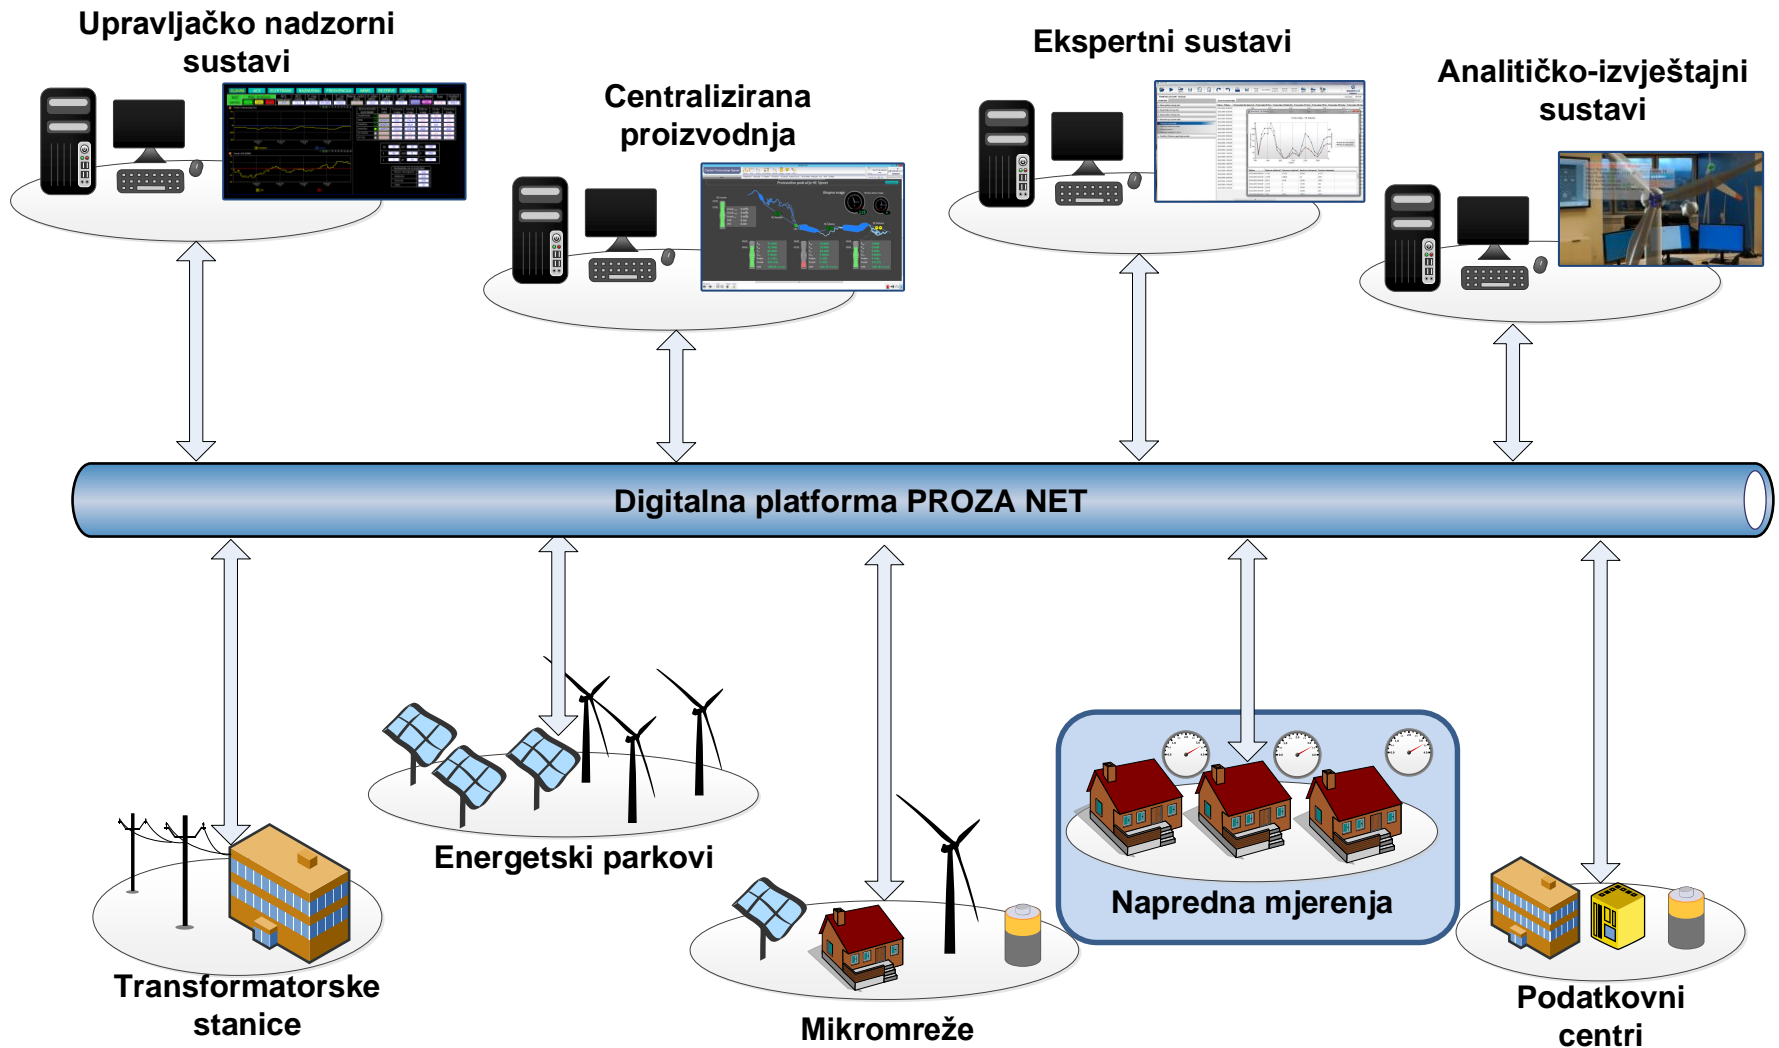 Upravljačko nadzorni
sustavi
Centralizirana
proizvodnja
Ekspertni sustavi
Analitičko-izvještajni
sustavi
Digitalna platforma PROZA NET
Transformatorske
stanice
Energetski parkovi
Mikromreže
Napredna mjerenja
Podatkovni
centri